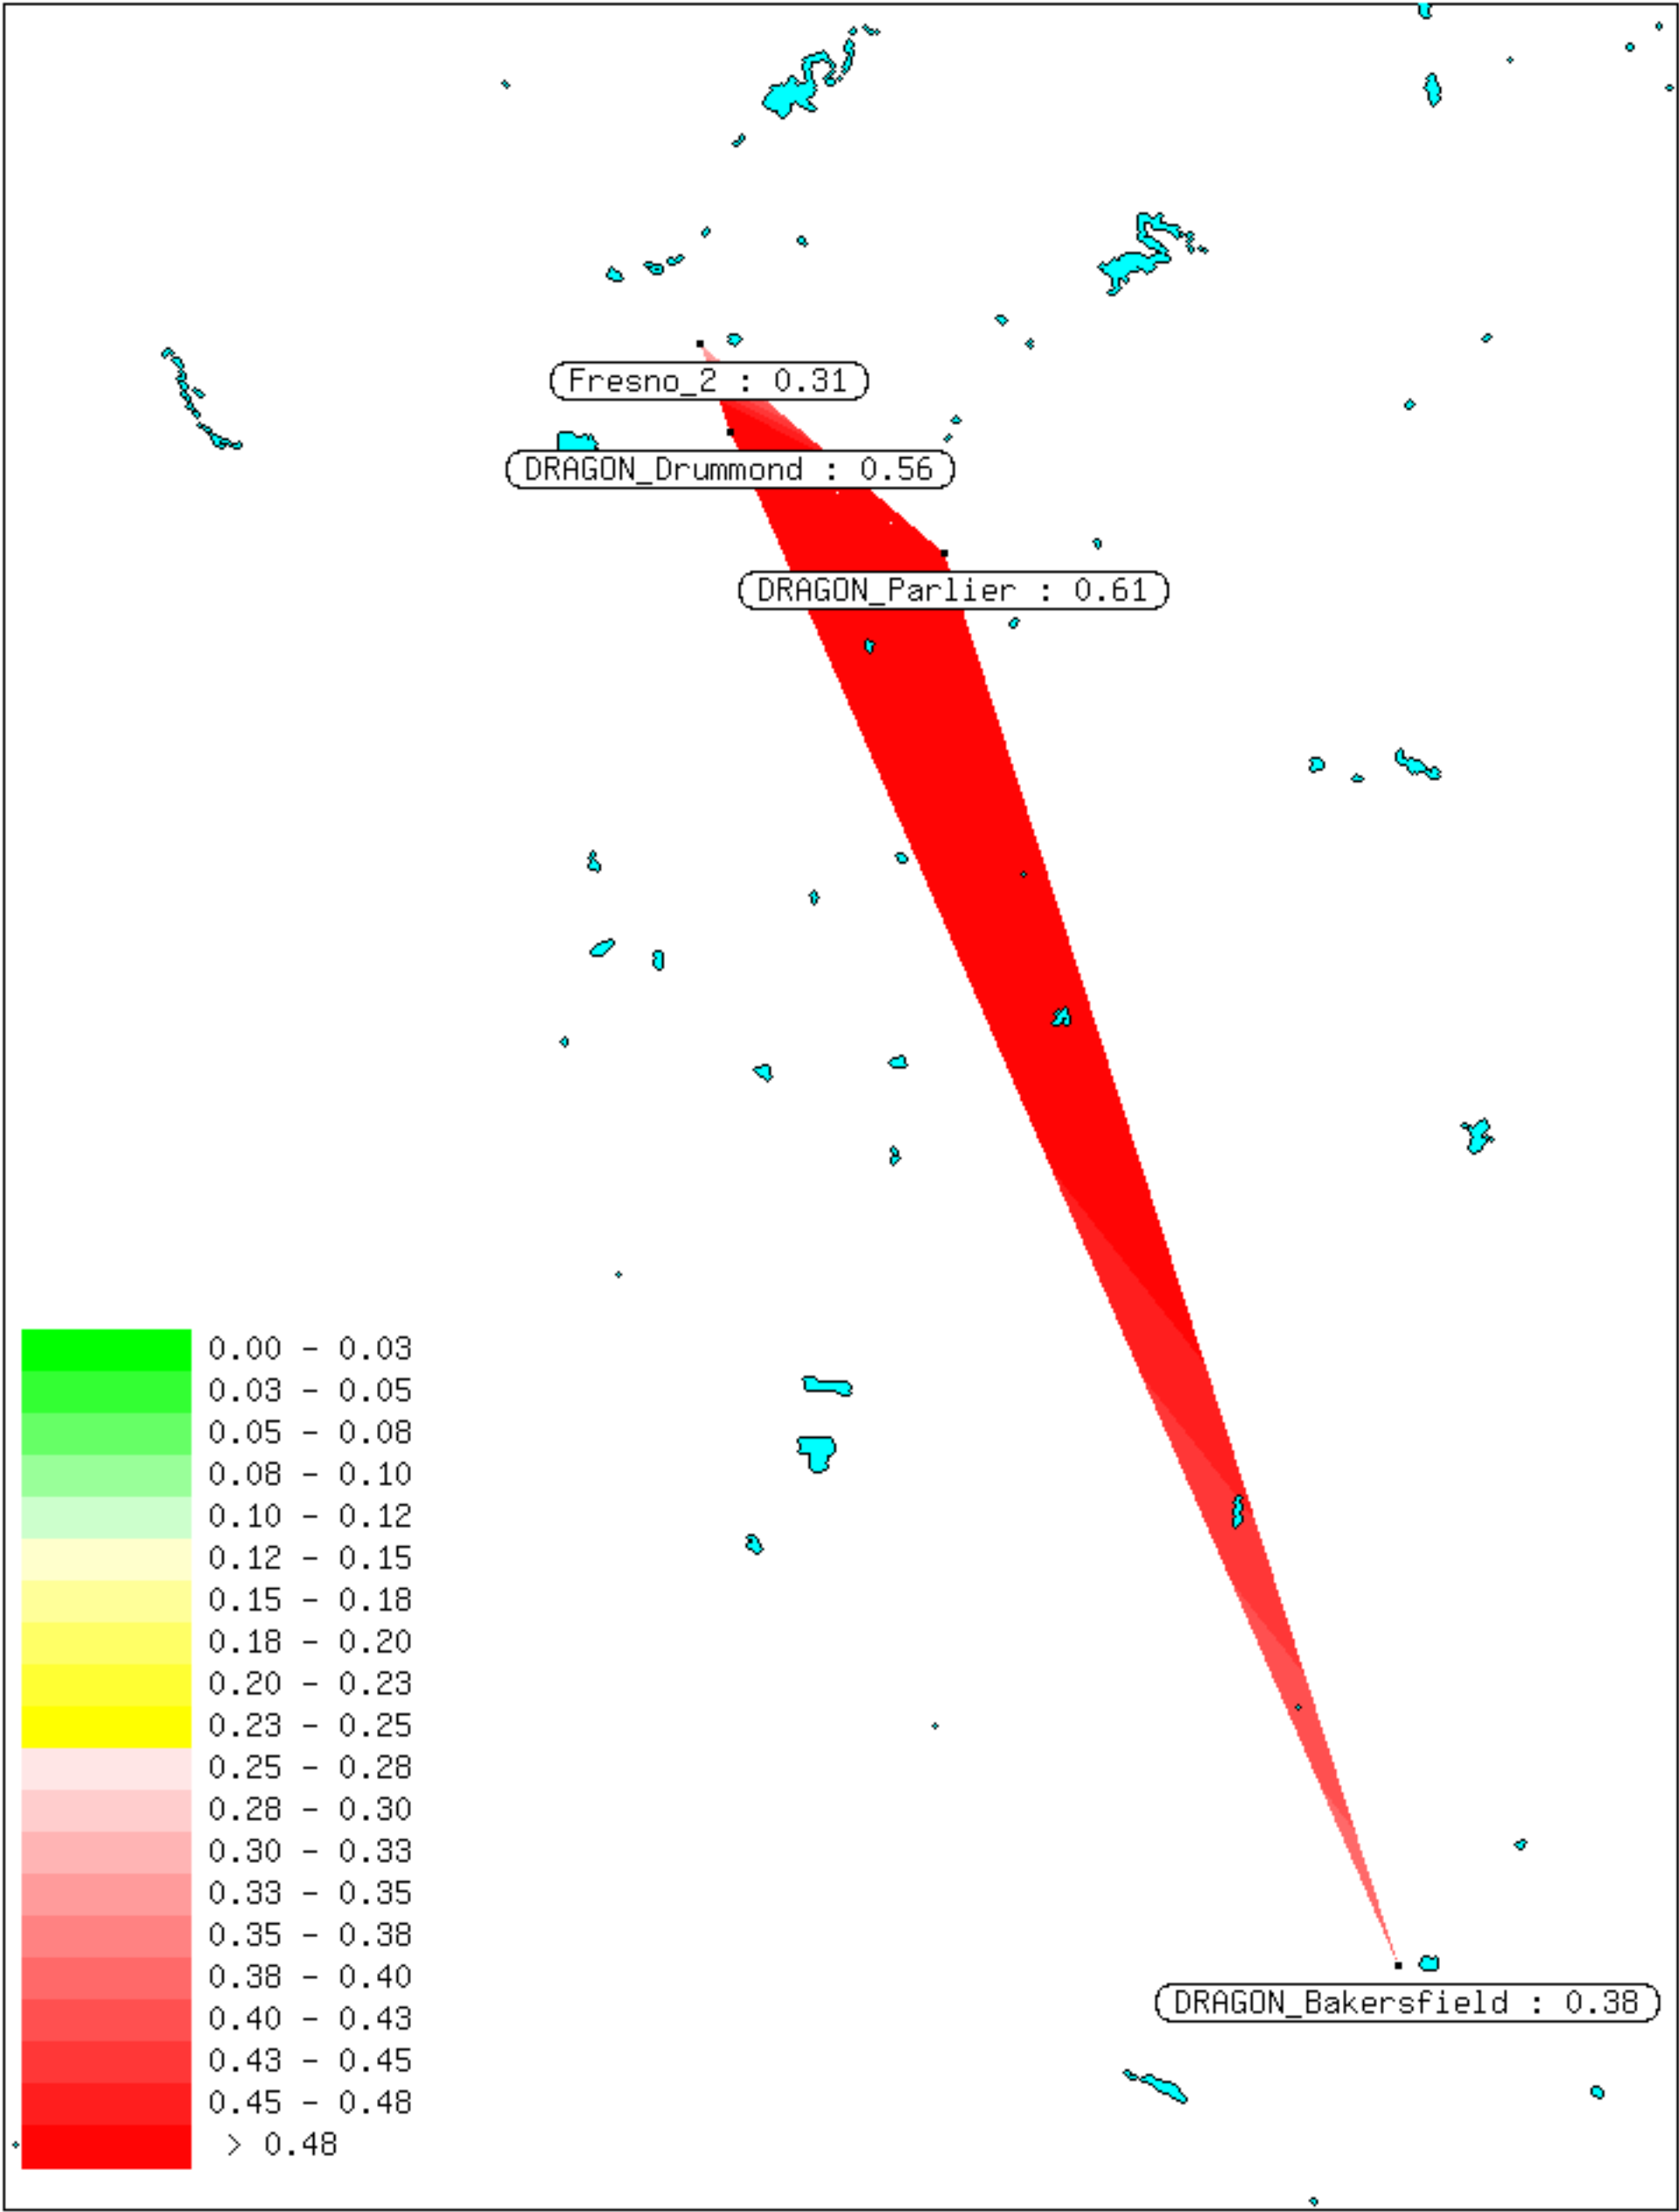 Fresno_2 : 0.31
DRAGON_Drummond : 0.56
DRAGON_Parlier : 0.61
0.00 - 0.03
0.03 - 0.05
0.05 - 0.08
0.08 - 0.10
0.10 - 0.12
0.12 - 0.15
0.15 - 0.18
0.18 - 0.20
0.20 - 0.23
0.23 - 0.25
0.25 - 0.28
0.28 - 0.30
0.30 - 0.33
0.33 - 0.35
0.35 - 0.38
0.38 - 0.40
0.40 - 0.43
0.43 - 0.45
0.45 - 0.48
> 0.48
DRAGON_Bakersfield : 0.38